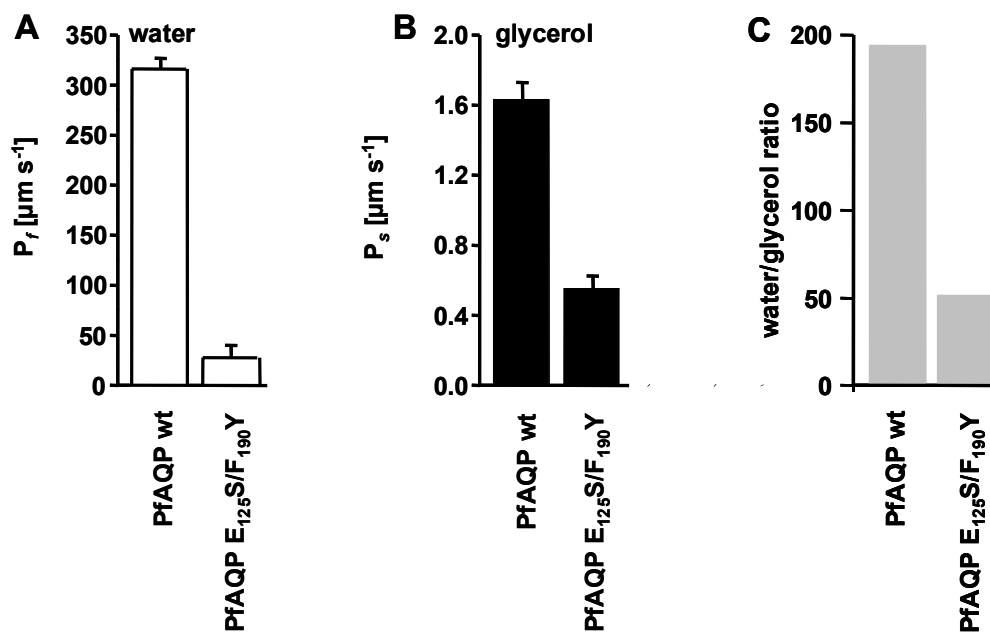 A
water
P𝑓 [µm s⁻¹]
350
300
250
200
150
100
50
0
PfAQP wt
PfAQP E₁₂₅S/F₁₉₀Y
B
glycerol
Pₛ [µm s⁻¹]
2.0
1.6
1.2
0.8
0.4
0.0
PfAQP wt
PfAQP E₁₂₅S/F₁₉₀Y
C
water/glycerol ratio
200
150
100
50
0
PfAQP wt
PfAQP E₁₂₅S/F₁₉₀Y